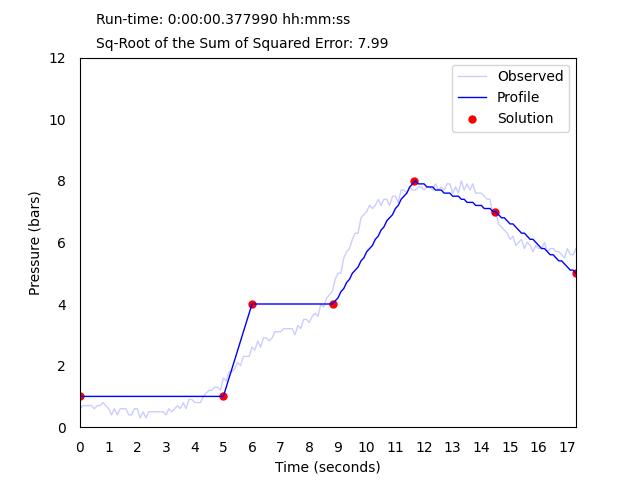 Run-time: 0:00:00.377990 hh:mm:ss
Sq-Root of the Sum of Squared Error: 7.99
12
10
8
6
4
2
0
Pressure (bars)
Observed
Profile
Solution
0 1 2 3 4 5 6 7 8 9 10 11 12 13 14 15 16 17
Time (seconds)